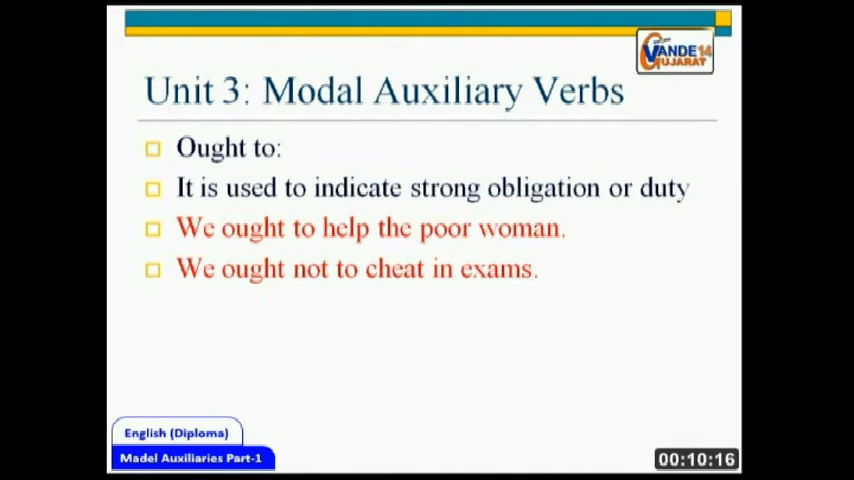 VANDE 14
GUJARAT
Unit 3: Modal Auxiliary Verbs
Ought to:
It is used to indicate strong obligation or duty
We ought to help the poor woman.
We ought not to cheat in exams.
English (Diploma)
Madel Auxiliaries Part-1
00:10:16